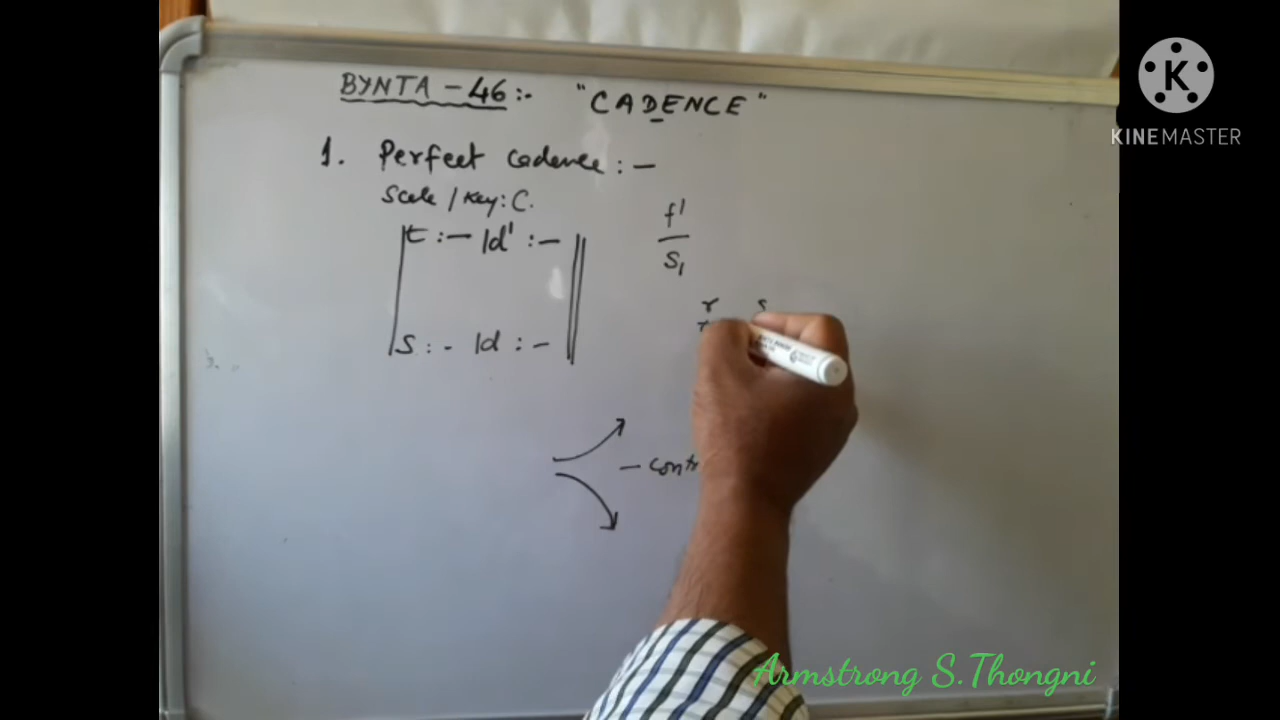 BYNTA - 46 :- "CADENCE"
1. Perfect cadence : —
Scale / Key : C.
|t : — |d' : — ||
|s : - |d : — ||
f'
s₁
r s
— contr
KINEMASTER
Armstrong S.Thongni